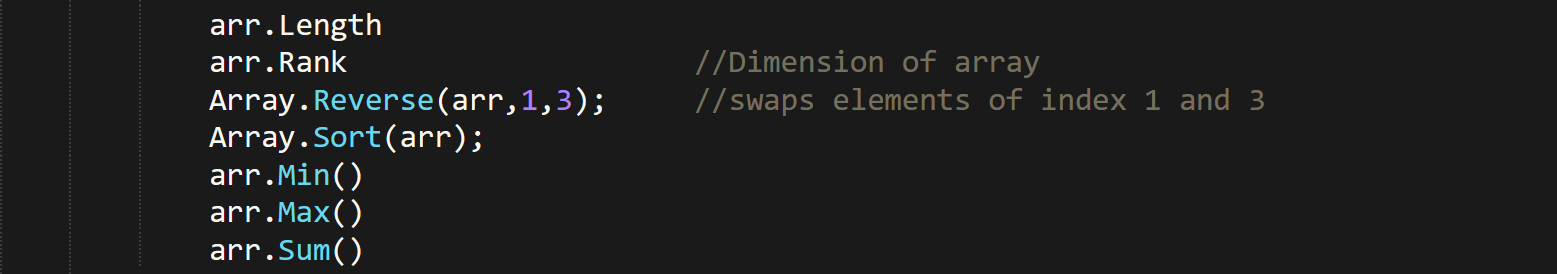 arr.Length
arr.Rank //Dimension of array
Array.Reverse(arr,1,3); //swaps elements of index 1 and 3
Array.Sort(arr);
arr.Min()
arr.Max()
arr.Sum()